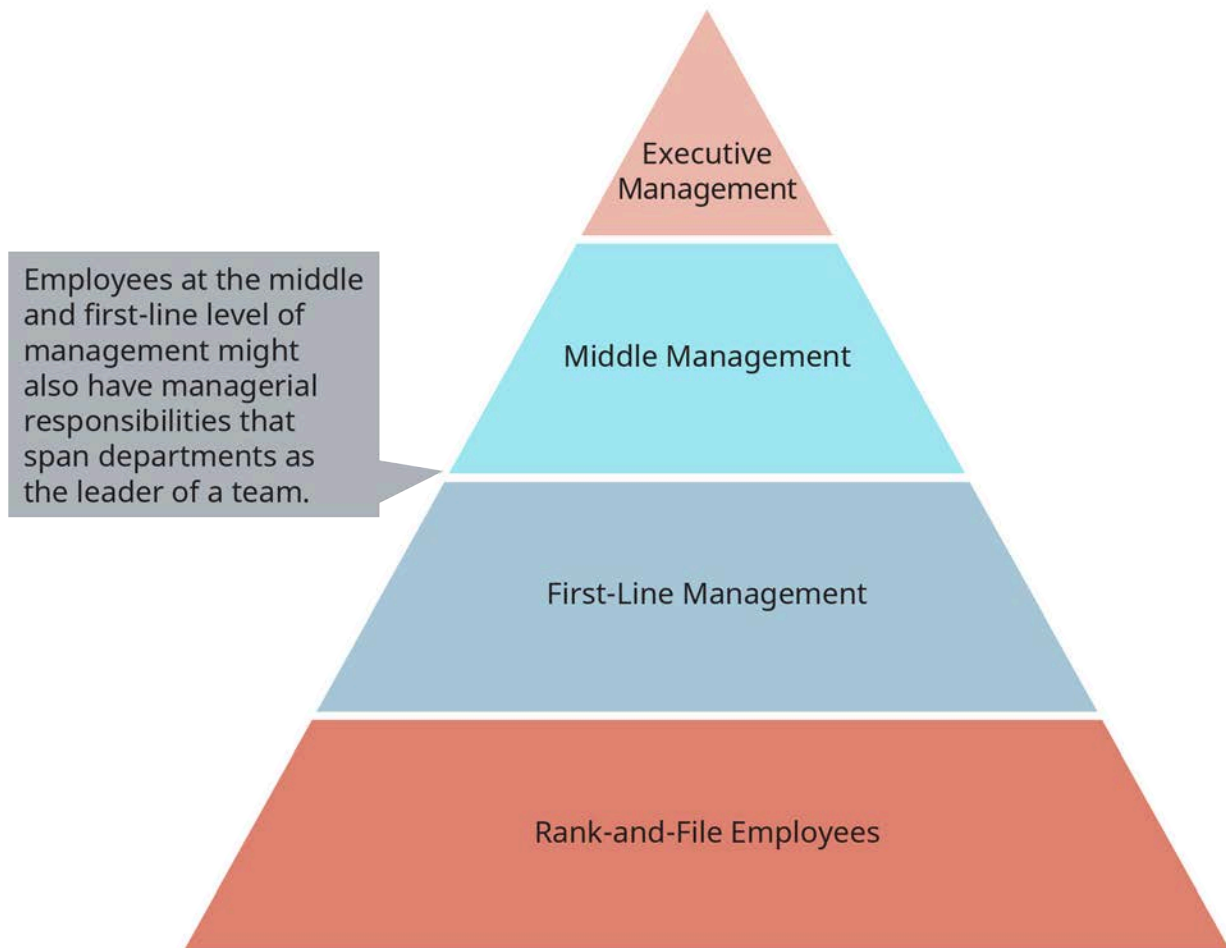 Executive
Management
Employees at the middle
and first-line level of
management might
also have managerial
responsibilities that
span departments as
the leader of a team.
Middle Management
First-Line Management
Rank-and-File Employees